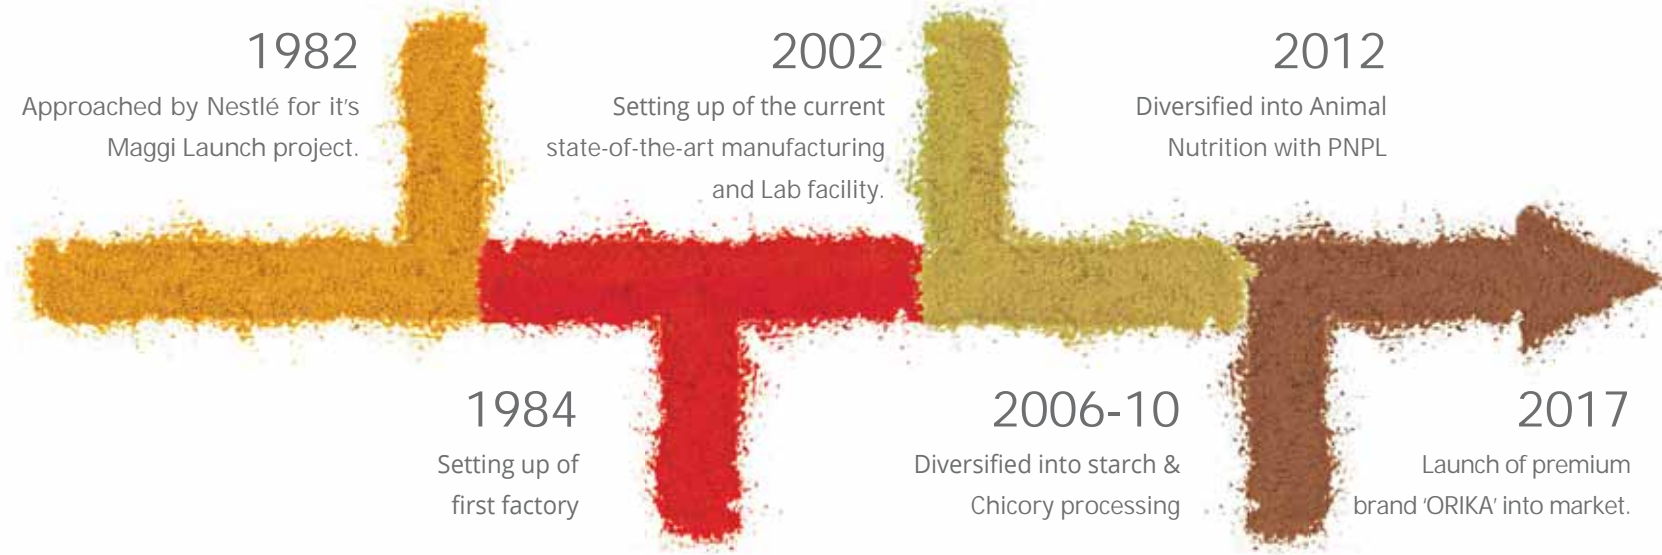 1982
Approached by Nestlé for it's
Maggi Launch project.
2002
Setting up of the current
state-of-the-art manufacturing
and Lab facility.
2012
Diversified into Animal
Nutrition with PNPL
1984
Setting up of
first factory
2006-10
Diversified into starch &
Chicory processing
2017
Launch of premium
brand ‘ORIKA’ into market.